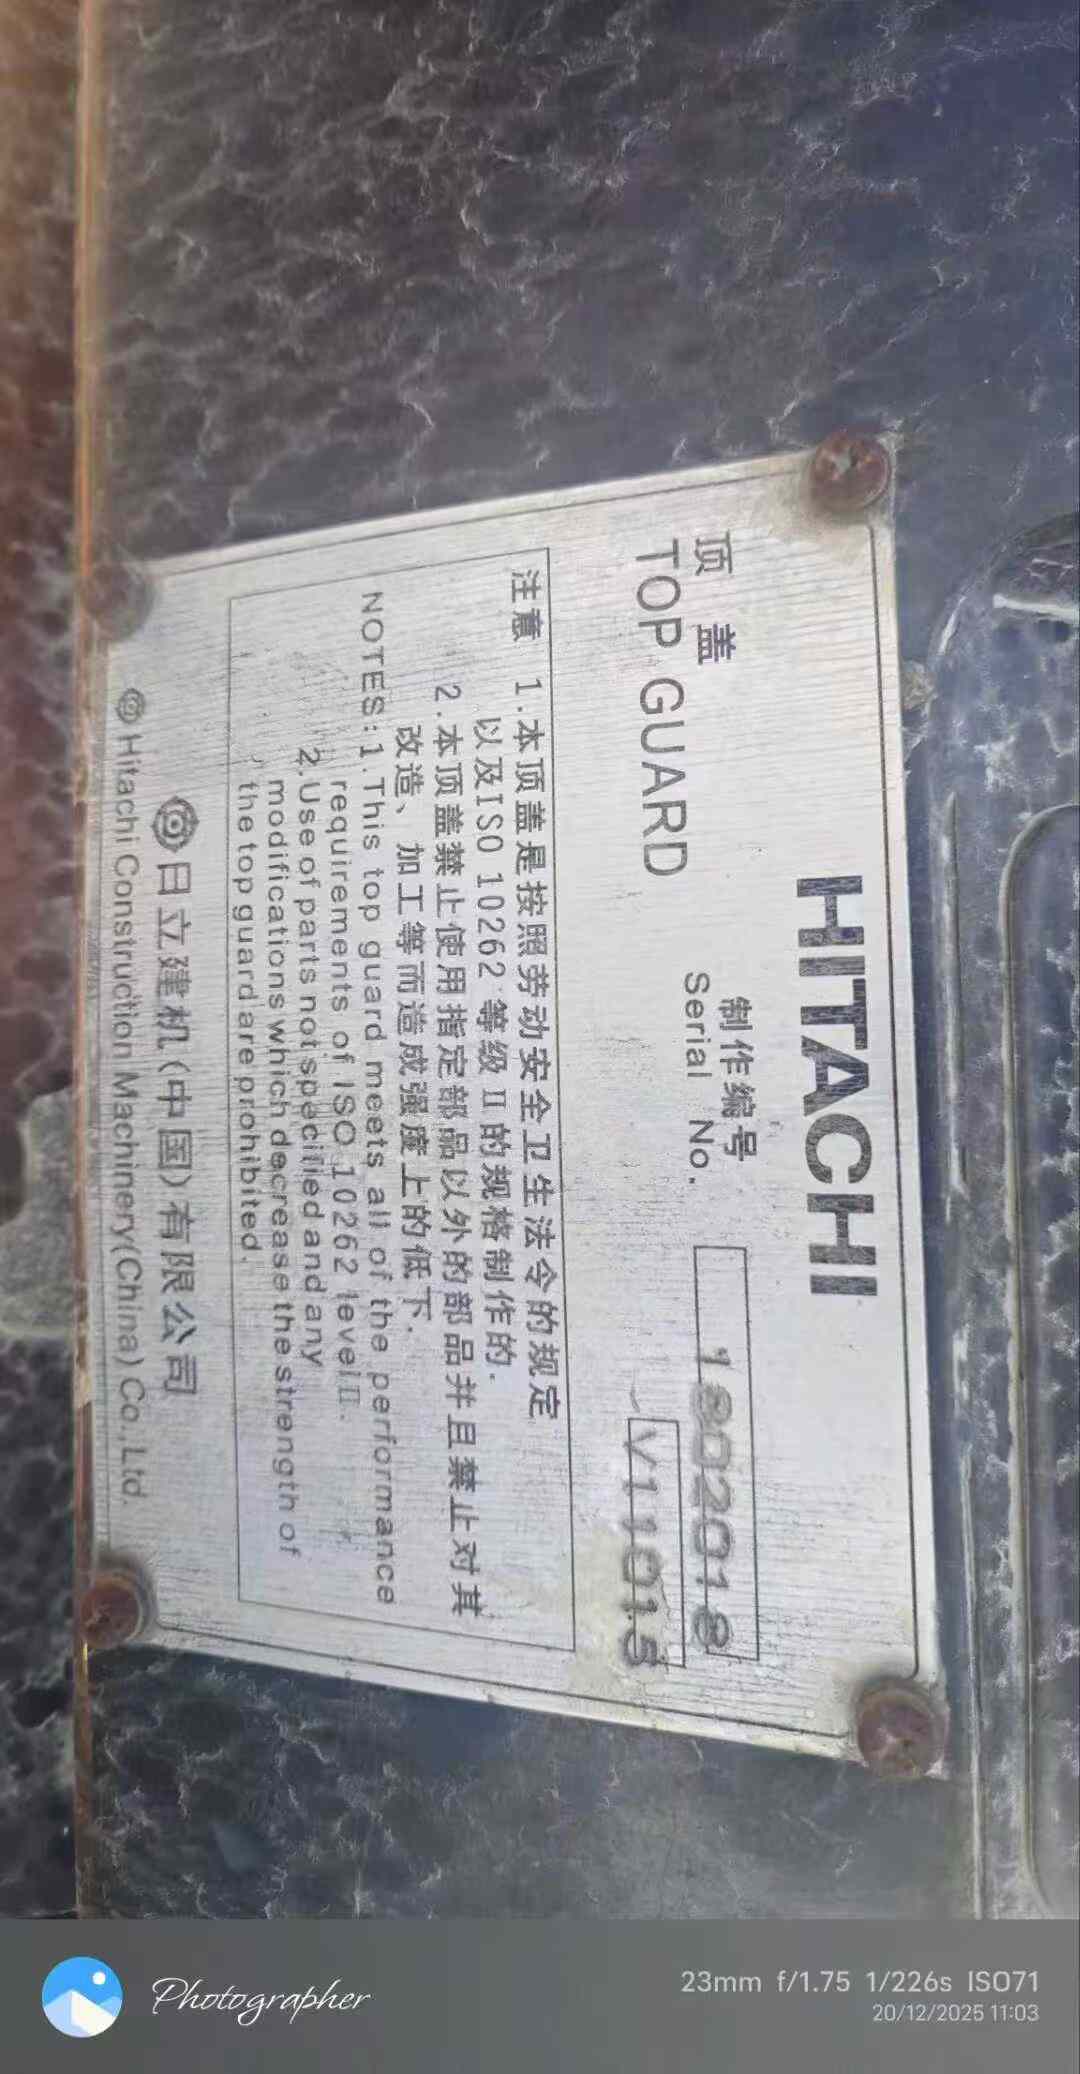 HITACHI
制作编号
顶 盖
Serial No. 1802018
TOP GUARD
V11015
注意 1.本顶盖是按照劳动安全卫生法令的规定
以及ISO 10262 等级Ⅱ的规格制作的.
2.本顶盖禁止使用指定部品以外的部品并且禁止对其
改造、加工等而造成强度上的低下.
NOTES:1.This top guard meets all of the performance
requirements of ISO 10262 levelⅡ.
2.Use of parts not specified and any
modifications which decrease the strength of
the top guard are prohibited.
日立建机(中国)有限公司
Hitachi Construction Machinery(China) Co.,Ltd.
Photographer
23mm f/1.75 1/226s ISO71
20/12/2025 11:03